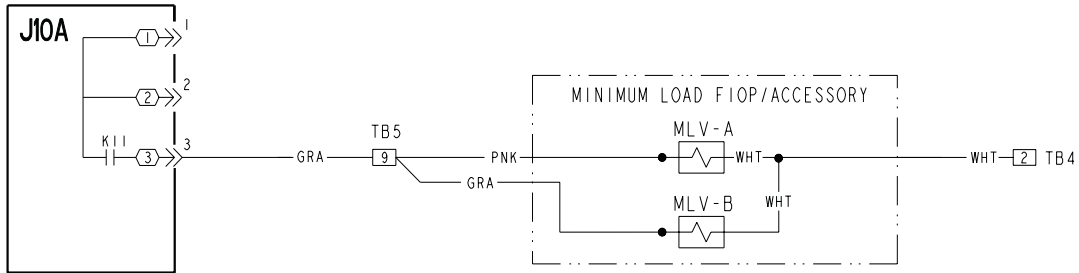 J10A
1
1
2
2
K11
3
3
GRA
TB5
9
PNK
GRA
MINIMUM LOAD FIOP/ACCESSORY
MLV-A
WHT
MLV-B
WHT
WHT
2
TB4